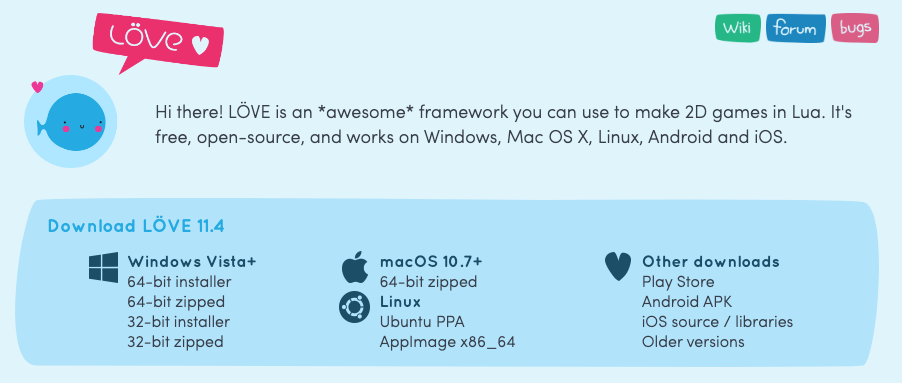 LÖVE
Wiki
forum
bugs
Hi there! LÖVE is an *awesome* framework you can use to make 2D games in Lua. It's
free, open-source, and works on Windows, Mac OS X, Linux, Android and iOS.
Download LÖVE 11.4
Windows Vista+
64-bit installer
64-bit zipped
32-bit installer
32-bit zipped
macOS 10.7+
64-bit zipped
Linux
Ubuntu PPA
AppImage x86_64
Other downloads
Play Store
Android APK
iOS source / libraries
Older versions